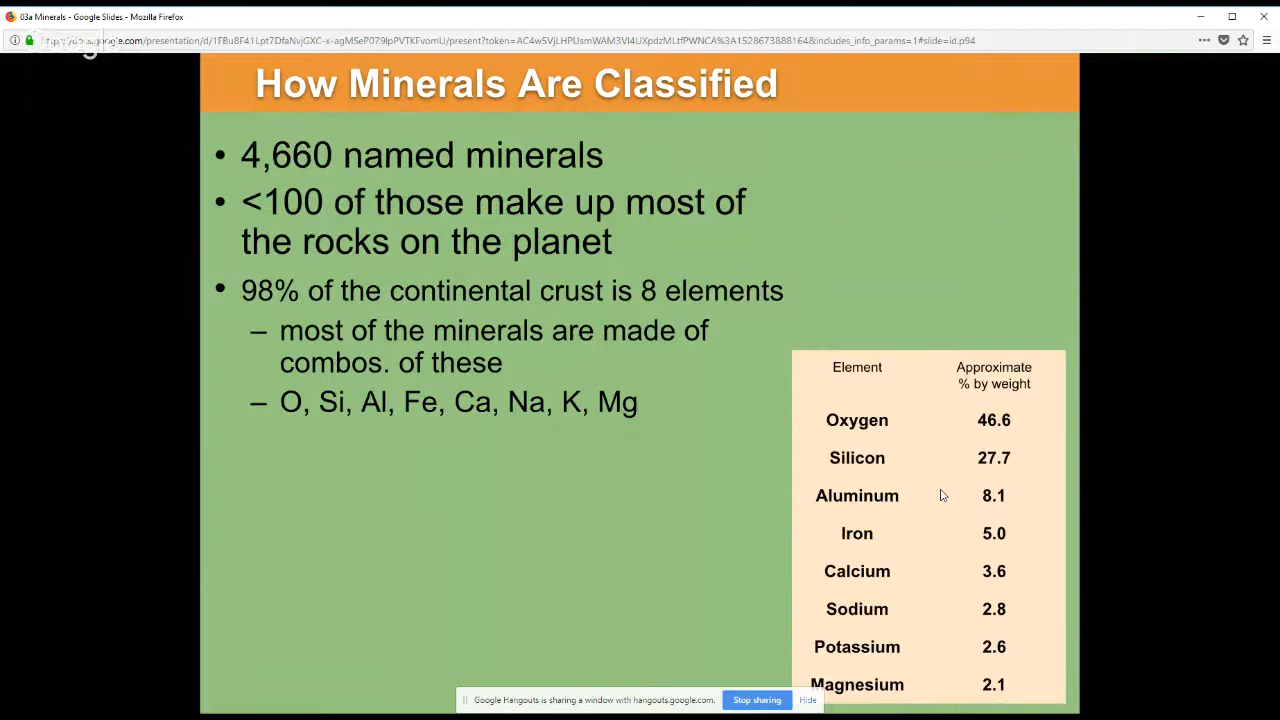 03a Minerals - Google Slides - Mozilla Firefox
How Minerals Are Classified
• 4,660 named minerals
• <100 of those make up most of
the rocks on the planet
• 98% of the continental crust is 8 elements
– most of the minerals are made of
combos. of these
– O, Si, Al, Fe, Ca, Na, K, Mg
Element Approximate
% by weight
Oxygen 46.6
Silicon 27.7
Aluminum 8.1
Iron 5.0
Calcium 3.6
Sodium 2.8
Potassium 2.6
Magnesium 2.1
Google Hangouts is sharing a window with hangouts.google.com. Stop sharing Hide